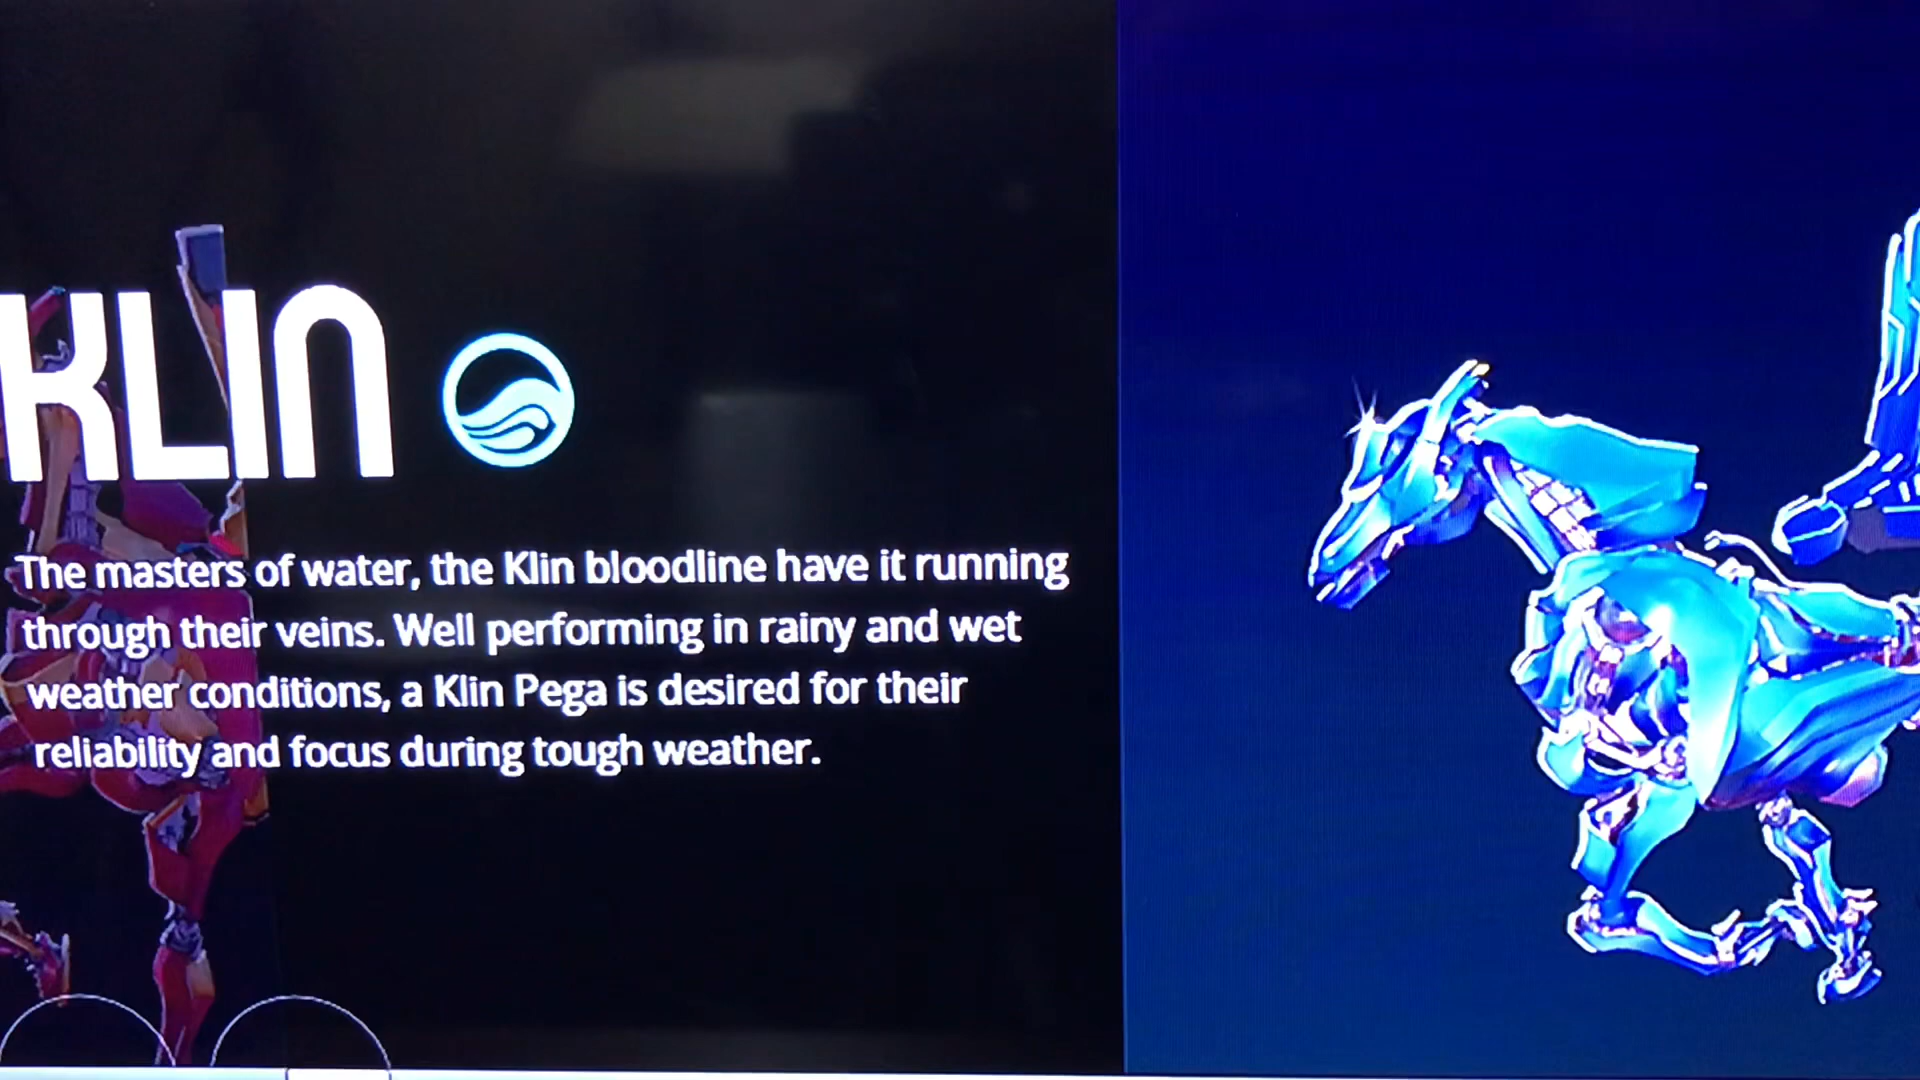 KLIN
The masters of water, the Klin bloodline have it running
through their veins. Well performing in rainy and wet
weather conditions, a Klin Pega is desired for their
reliability and focus during tough weather.